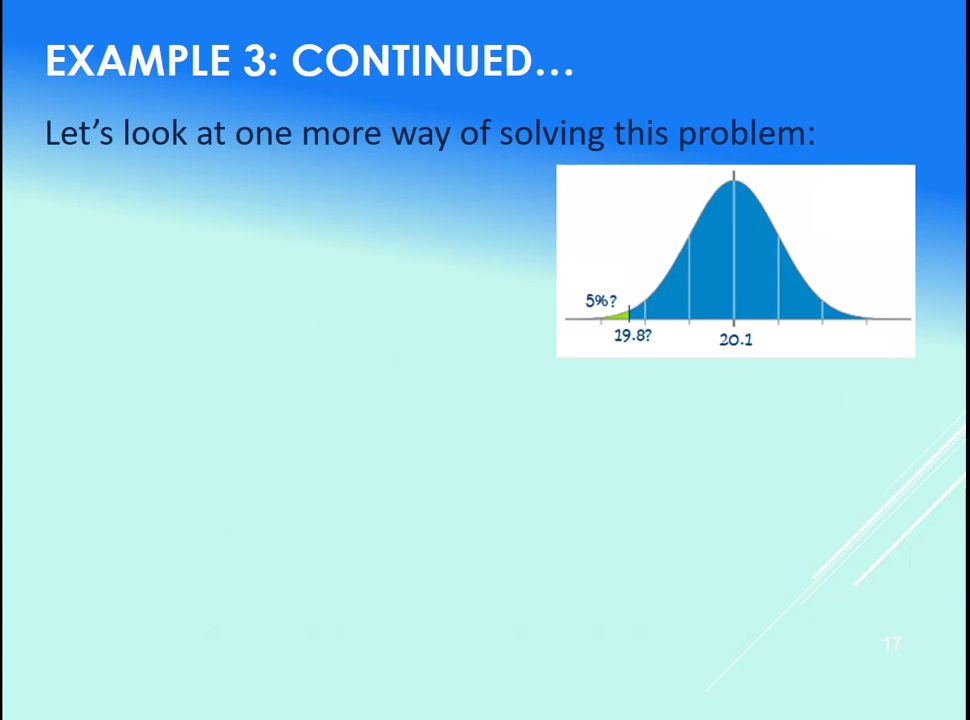 EXAMPLE 3: CONTINUED…
Let’s look at one more way of solving this problem:
5%?
19.8?
20.1
17